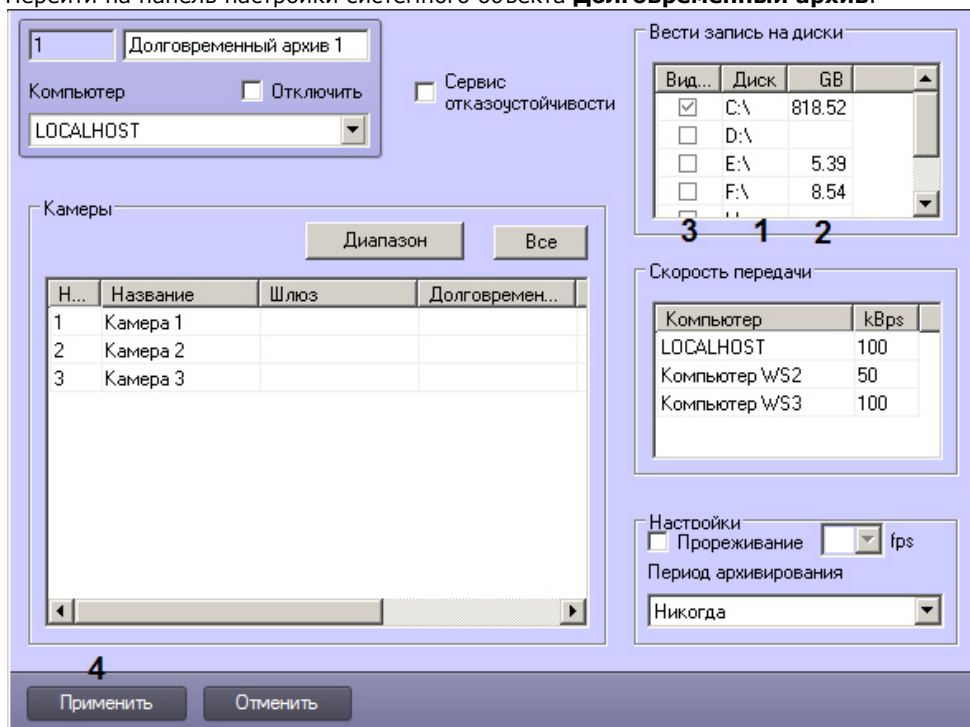 Перейти на панель настройки системного объекта Долговременный архив.
1 Долговременный архив 1
Компьютер Отключить
LOCALHOST
Сервис
отказоустойчивости
Вести запись на диски
Вид... Диск GB
C:\ 818.52
D:\
E:\ 5.39
F:\ 8.54
3 1 2
Камеры
Диапазон Все
Н... Название Шлюз Долговремен...
1 Камера 1
2 Камера 2
3 Камера 3
Скорость передачи
Компьютер kBps
LOCALHOST 100
Компьютер WS2 50
Компьютер WS3 100
Настройки
Прореживание fps
Период архивирования
Никогда
4
Применить Отменить